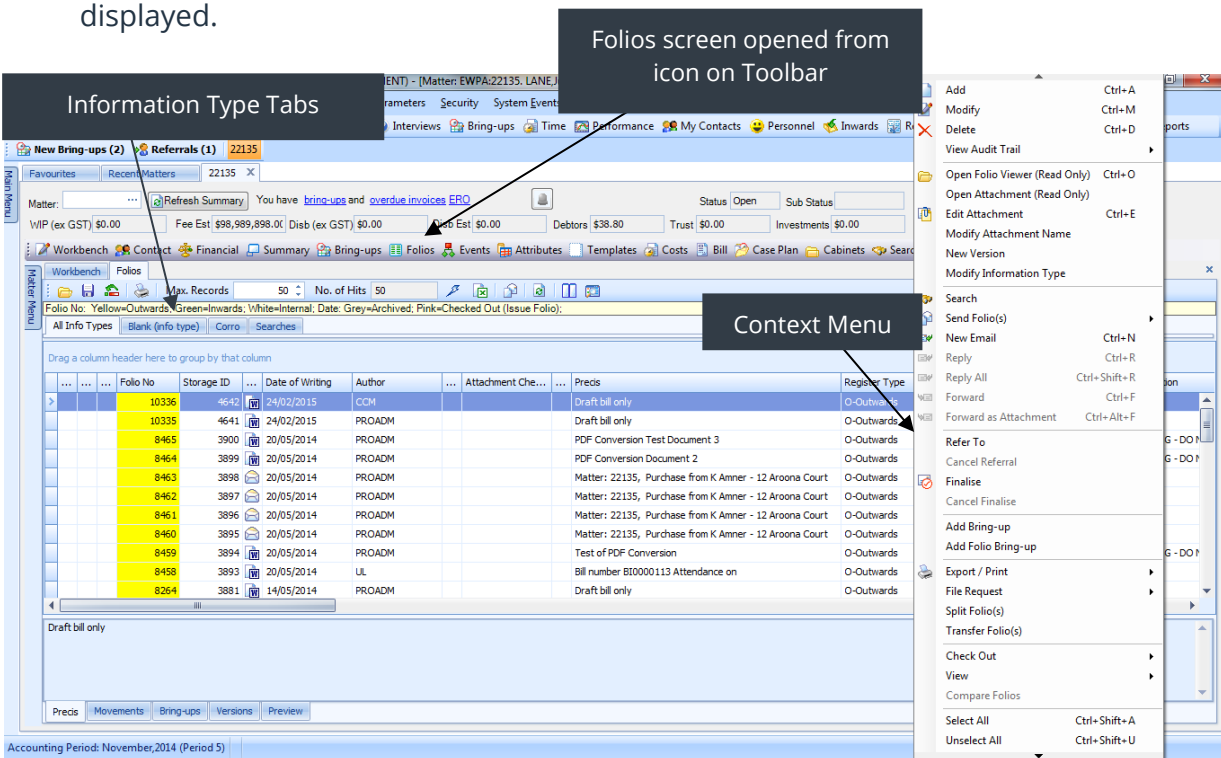 displayed.
Folios screen opened from
icon on Toolbar
Information Type Tabs
Context Menu
ENT) - [Matter: EWPA:22135. LANE,J
rameters Security System Events
Interviews Bring-ups Time Performance My Contacts Personnel Inwards ports
New Bring-ups (2) Referrals (1) 22135
Main Menu
Favourites Recent Matters 22135 X
Matter: ... Refresh Summary You have bring-ups and overdue invoices ERO Status Open Sub Status
WIP (ex GST) $0.00 Fee Est $98,989,898.0( Disb (ex GST) $0.00 Disb Est $0.00 Debtors $38.80 Trust $0.00 Investments $0.00
Workbench Contact Financial Summary Bring-ups Folios Events Attributes Templates Costs Bill Case Plan Cabinets Searc
Matter Menu
Workbench Folios
Max. Records 50 No. of Hits 50
Folio No: Yellow=Outwards; Green=Inwards; White=Internal; Date: Grey=Archived; Pink=Checked Out (Issue Folio);
All Info Types Blank (info type) Corro Searches
Drag a column header here to group by that column
... ... ... Folio No Storage ID ... Date of Writing Author ... Attachment Che... ... Precis Register Type tion
10336 4642 24/02/2015 CCM Draft bill only O-Outwards
10335 4641 24/02/2015 PROADM Draft bill only O-Outwards
8465 3900 20/05/2014 PROADM PDF Conversion Test Document 3 O-Outwards G - DO N
8464 3899 20/05/2014 PROADM PDF Conversion Document 2 O-Outwards G - DO N
8463 3898 20/05/2014 PROADM Matter: 22135, Purchase from K Amner - 12 Aroona Court O-Outwards
8462 3897 20/05/2014 PROADM Matter: 22135, Purchase from K Amner - 12 Aroona Court O-Outwards
8461 3896 20/05/2014 PROADM Matter: 22135, Purchase from K Amner - 12 Aroona Court O-Outwards
8460 3895 20/05/2014 PROADM Matter: 22135, Purchase from K Amner - 12 Aroona Court O-Outwards
8459 3894 20/05/2014 PROADM Test of PDF Conversion O-Outwards G - DO N
8458 3893 20/05/2014 UL Bill number BI0000113 Attendance on O-Outwards
8264 3881 14/05/2014 PROADM Draft bill only O-Outwards
Draft bill only
Precis Movements Bring-ups Versions Preview
Accounting Period: November,2014 (Period 5)
Add Ctrl+A
Modify Ctrl+M
Delete Ctrl+D
View Audit Trail
Open Folio Viewer (Read Only) Ctrl+O
Open Attachment (Read Only)
Edit Attachment Ctrl+E
Modify Attachment Name
New Version
Modify Information Type
Search
Send Folio(s)
New Email Ctrl+N
Reply Ctrl+R
Reply All Ctrl+Shift+R
Forward Ctrl+F
Forward as Attachment Ctrl+Alt+F
Refer To
Cancel Referral
Finalise
Cancel Finalise
Add Bring-up
Add Folio Bring-up
Export / Print
File Request
Split Folio(s)
Transfer Folio(s)
Check Out
View
Compare Folios
Select All Ctrl+Shift+A
Unselect All Ctrl+Shift+U